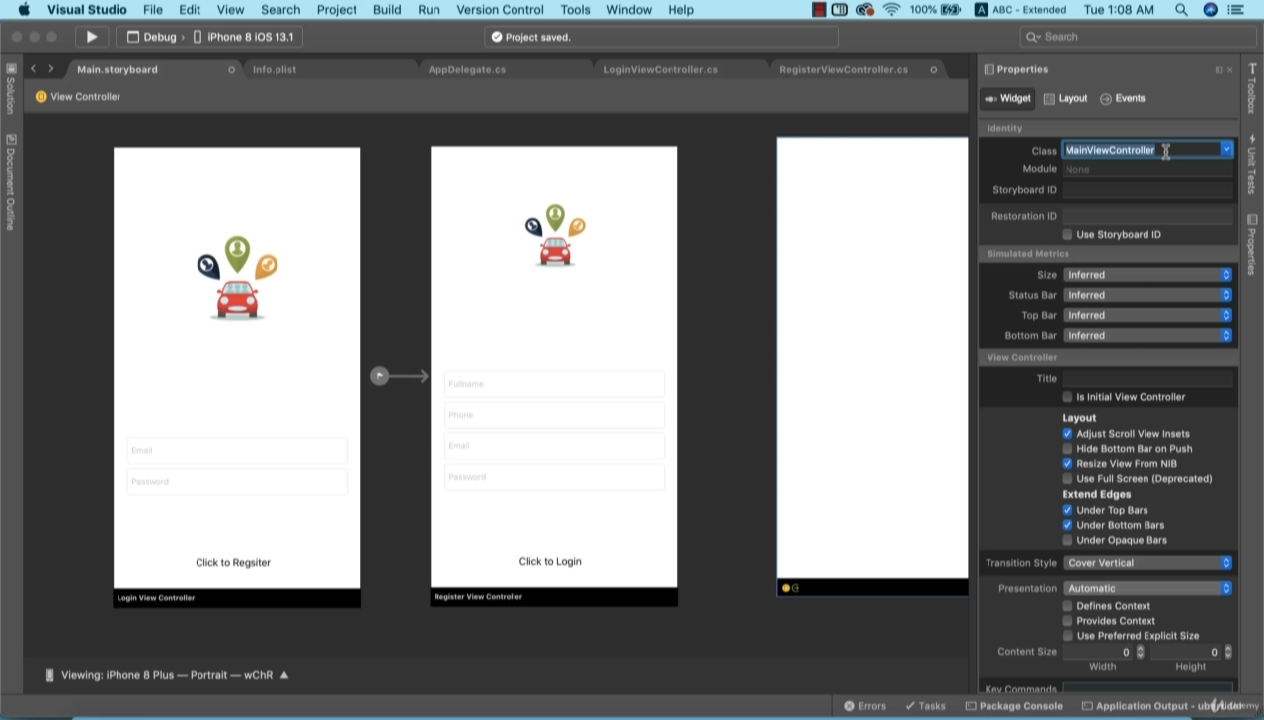 Visual Studio File Edit View Search Project Build Run Version Control Tools Window Help 100% A ABC - Extended Tue 1:08 AM
Debug › iPhone 8 iOS 13.1 Project saved. Search
Main.storyboard Info.plist AppDelegate.cs LoginViewController.cs RegisterViewController.cs
View Controller
Solution
Document Outline
Fullname
Phone
Email
Password
Email
Password
Click to Regsiter
Click to Login
Login View Controller
Register View Controller
Viewing: iPhone 8 Plus — Portrait — wChR
Properties
Widget Layout Events
Identity
Class MainViewController
Module None
Storyboard ID
Restoration ID
Use Storyboard ID
Simulated Metrics
Size Inferred
Status Bar Inferred
Top Bar Inferred
Bottom Bar Inferred
View Controller
Title
Is Initial View Controller
Layout
Adjust Scroll View Insets
Hide Bottom Bar on Push
Resize View From NIB
Use Full Screen (Deprecated)
Extend Edges
Under Top Bars
Under Bottom Bars
Under Opaque Bars
Transition Style Cover Vertical
Presentation Automatic
Defines Context
Provides Context
Use Preferred Explicit Size
Content Size 0 0
Width Height
Key Commands
Toolbox
Unit Tests
Properties
Errors Tasks Package Console Application Output -